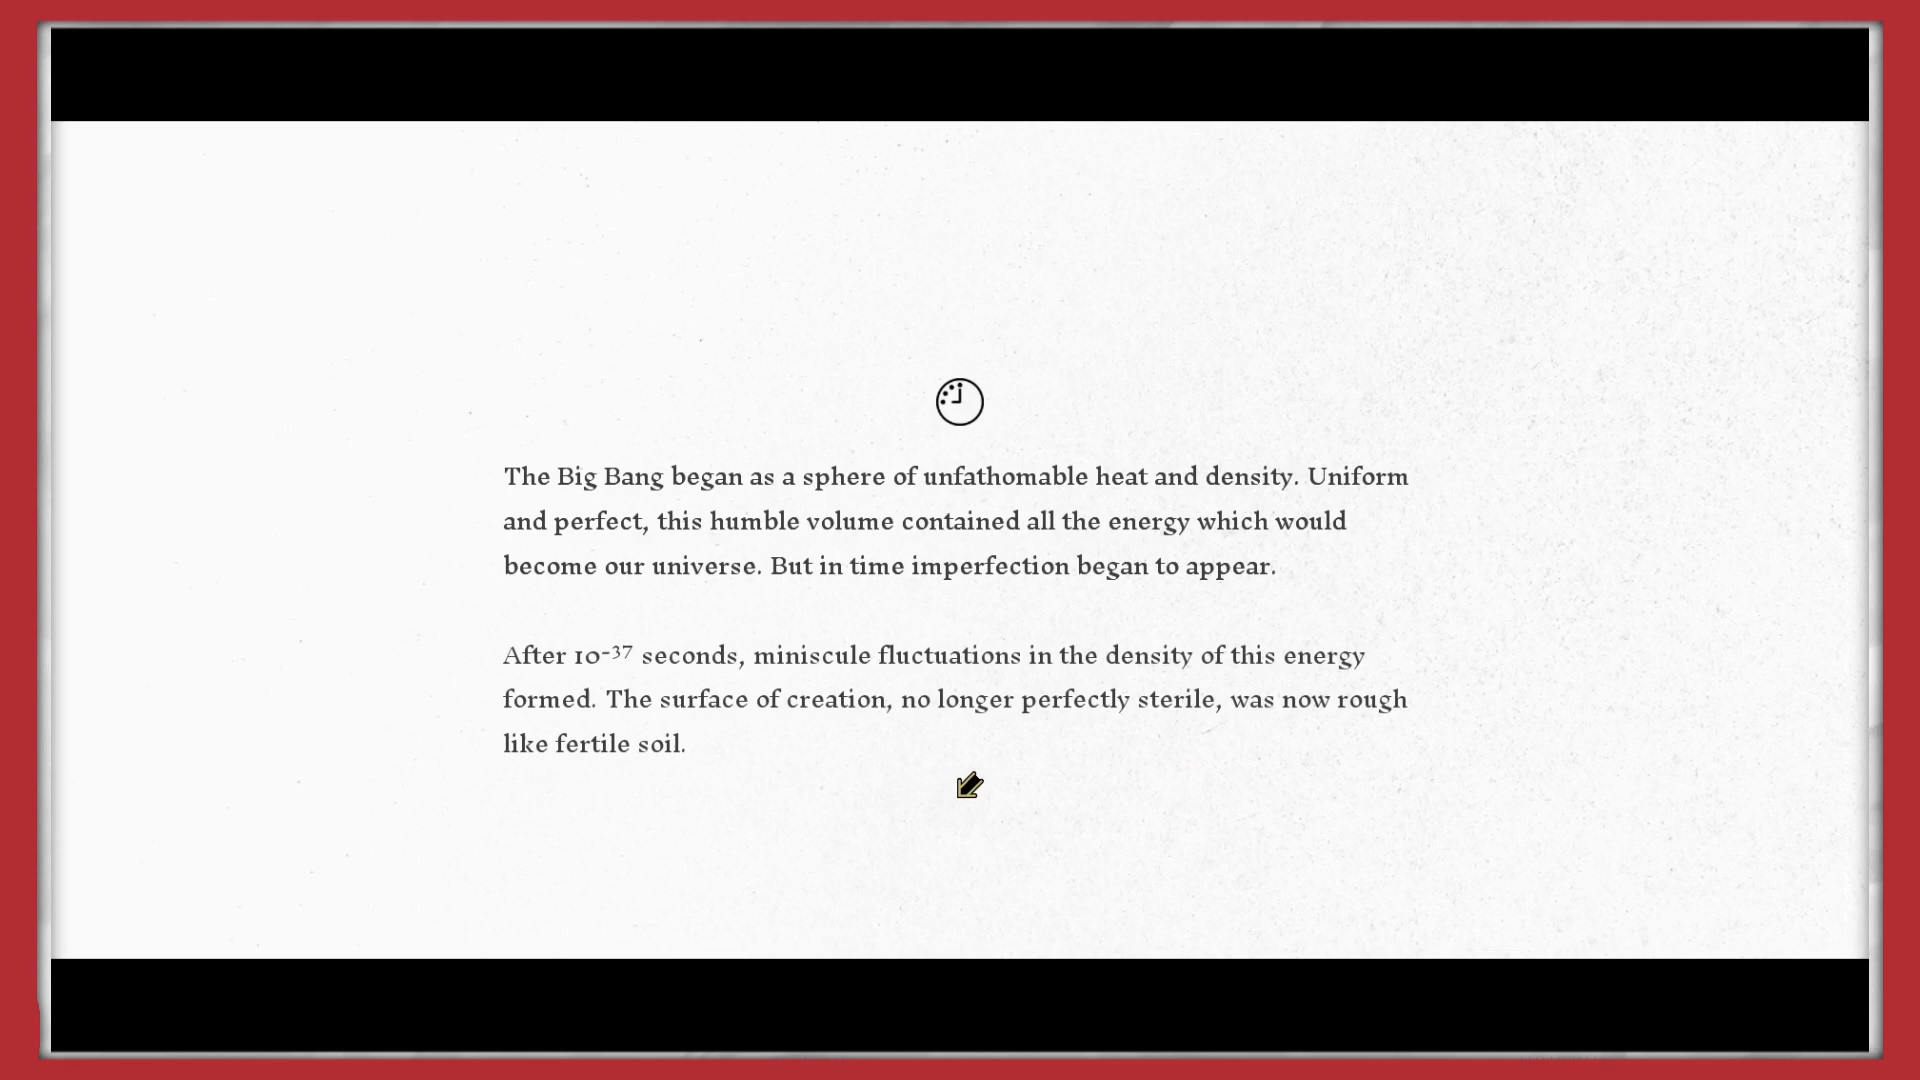 The Big Bang began as a sphere of unfathomable heat and density. Uniform
and perfect, this humble volume contained all the energy which would
become our universe. But in time imperfection began to appear.
After 10⁻³⁷ seconds, miniscule fluctuations in the density of this energy
formed. The surface of creation, no longer perfectly sterile, was now rough
like fertile soil.